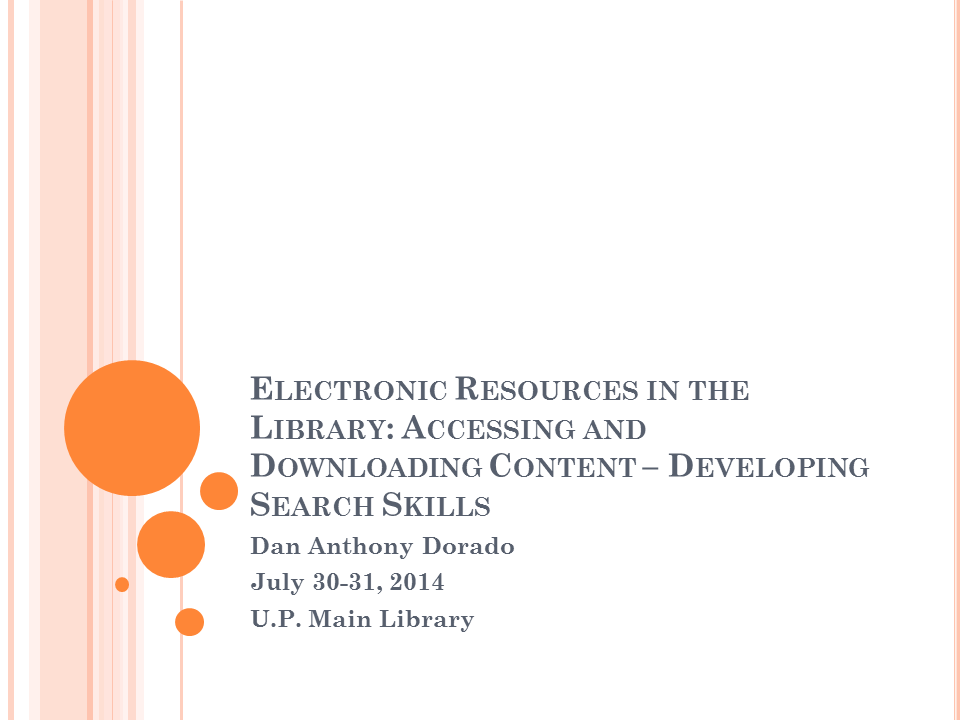 Electronic Resources in the
Library: Accessing and
Downloading Content – Developing
Search Skills
Dan Anthony Dorado
July 30-31, 2014
U.P. Main Library